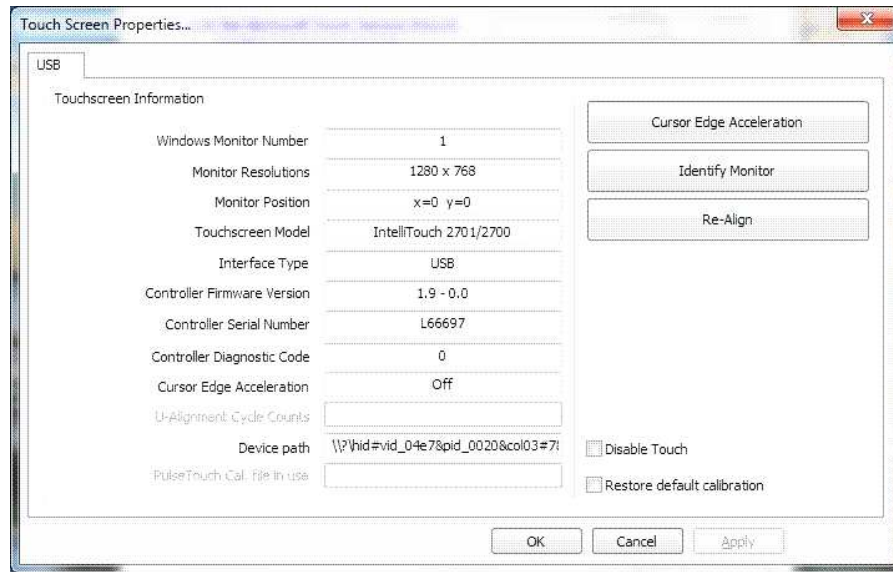 Touch Screen Properties...
USB
Touchscreen Information
Windows Monitor Number 1
Monitor Resolutions 1280 x 768
Monitor Position x=0 y=0
Touchscreen Model IntelliTouch 2701/2700
Interface Type USB
Controller Firmware Version 1.9 - 0.0
Controller Serial Number L66697
Controller Diagnostic Code 0
Cursor Edge Acceleration Off
U-Alignment Cycle Counts
Device path \\?\hid#vid_04e7&pid_0020&col03#7&
PulseTouch Cal. file in use
Cursor Edge Acceleration
Identify Monitor
Re-Align
Disable Touch
Restore default calibration
OK Cancel Apply